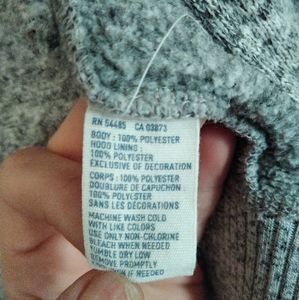 RN 54485 CA 03873
BODY : 100% POLYESTER
HOOD LINING :
100% POLYESTER
EXCLUSIVE OF DECORATION
CORPS : 100% POLYESTER
DOUBLURE DE CAPUCHON :
100% POLYESTER
SANS LES DÉCORATIONS
MACHINE WASH COLD
WITH LIKE COLORS
USE ONLY NON-CHLORINE
BLEACH WHEN NEEDED
TUMBLE DRY LOW
REMOVE PROMPTLY
IF NEEDED